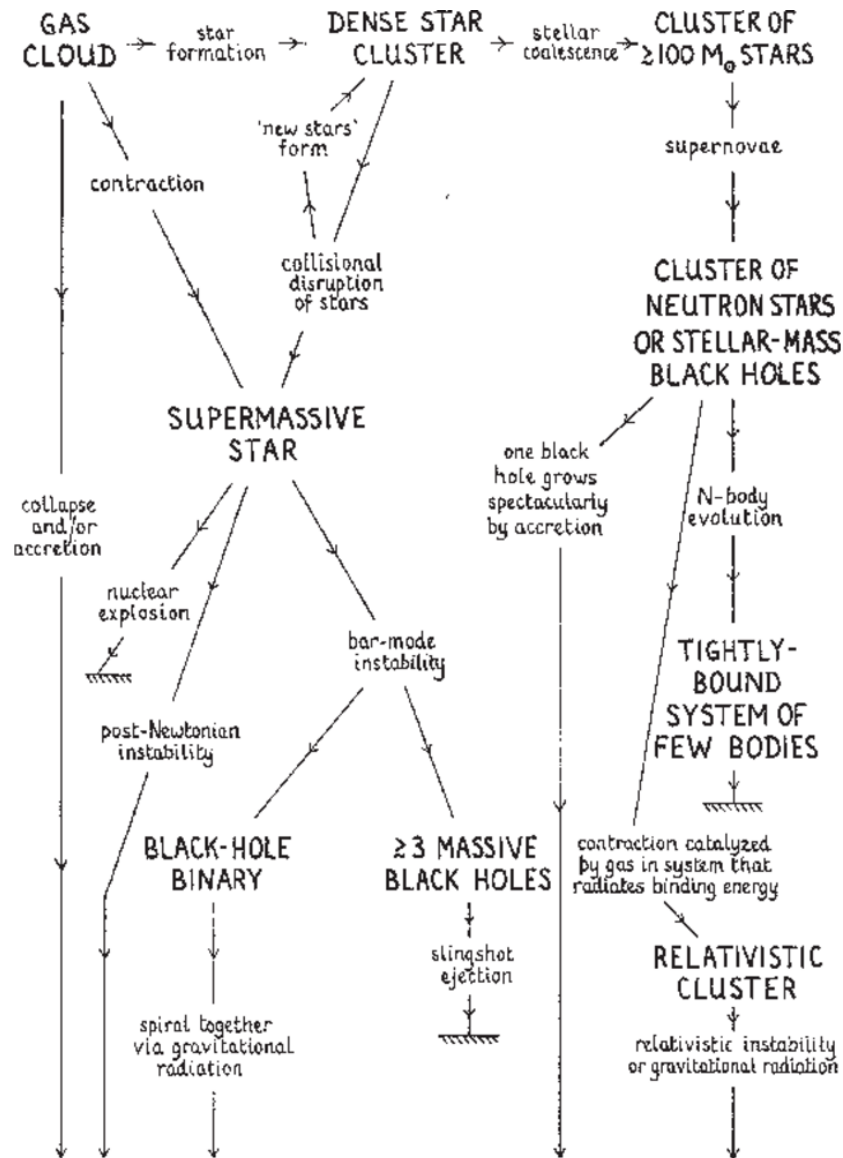 GAS
CLOUD
star
formation
DENSE STAR
CLUSTER
stellar
coalescence
CLUSTER OF
≥100 M⊙ STARS
'new stars'
form
contraction
supernovae
collisional
disruption
of stars
CLUSTER OF
NEUTRON STARS
OR STELLAR-MASS
BLACK HOLES
SUPERMASSIVE
STAR
one black
hole grows
spectacularly
by accretion
N-body
evolution
collapse
and/or
accretion
nuclear
explosion
bar-mode
instability
TIGHTLY-
BOUND
SYSTEM OF
FEW BODIES
post-Newtonian
instability
BLACK-HOLE
BINARY
≥3 MASSIVE
BLACK HOLES
contraction catalyzed
by gas in system that
radiates binding energy
slingshot
ejection
RELATIVISTIC
CLUSTER
spiral together
via gravitational
radiation
relativistic instability
or gravitational radiation